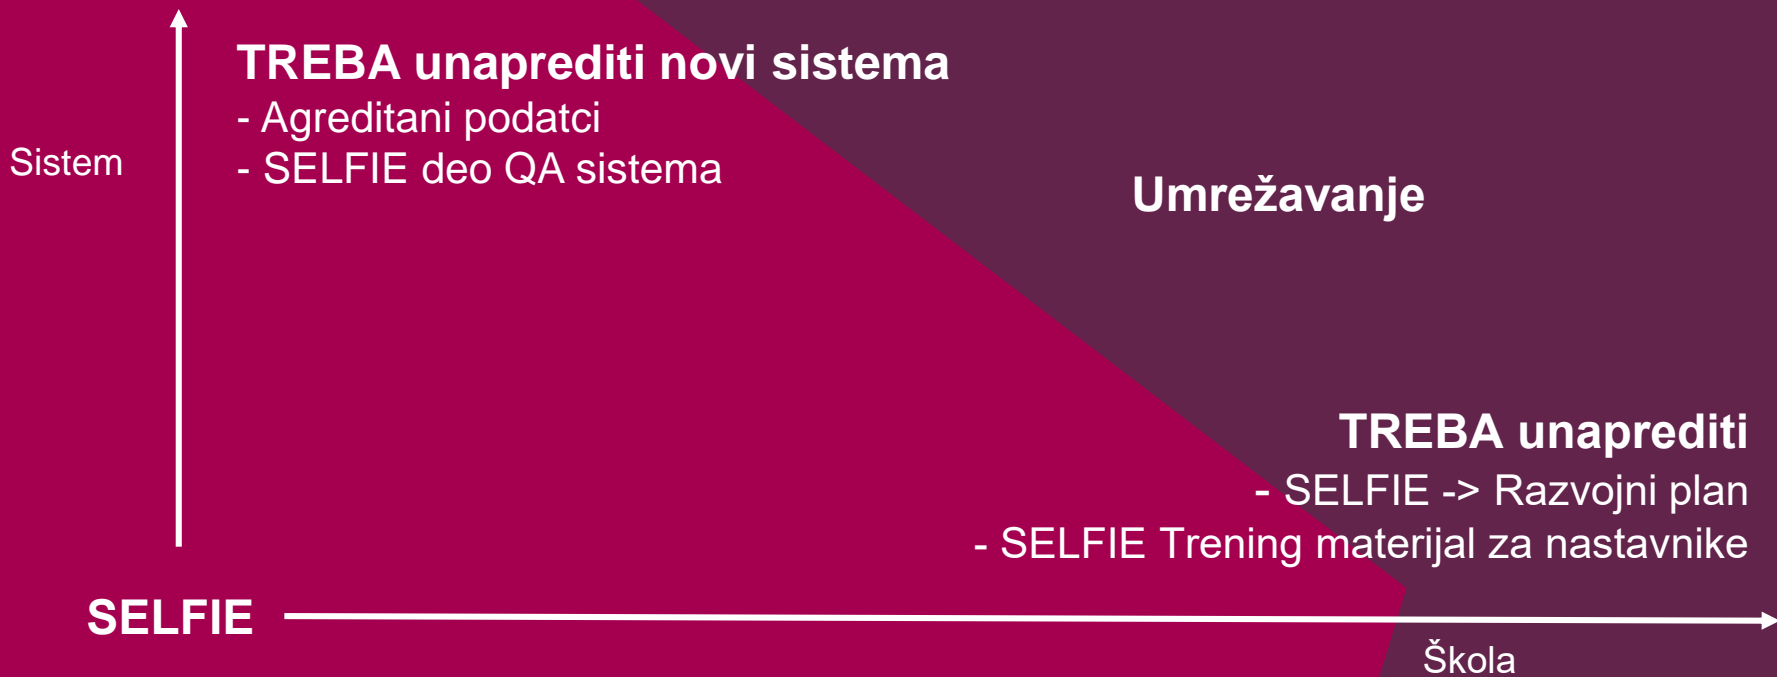 TREBA unaprediti novi sistema
- Agreditani podatci
- SELFIE deo QA sistema
Sistem
Umrežavanje
TREBA unaprediti
- SELFIE -> Razvojni plan
- SELFIE Trening materijal za nastavnike
SELFIE
Škola